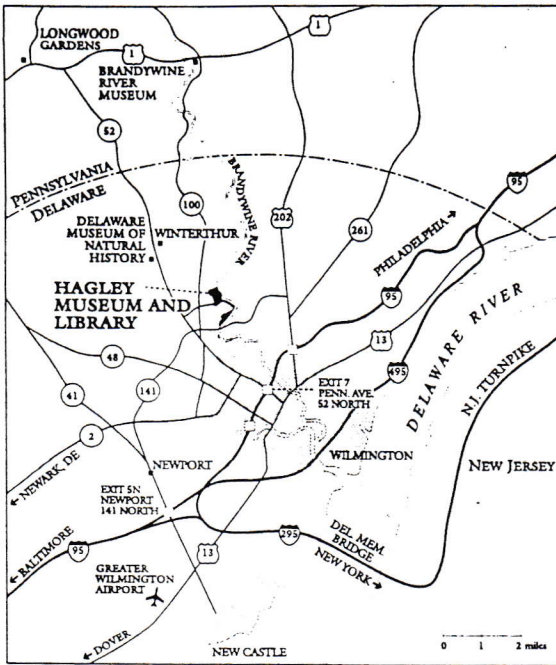 LONGWOOD
GARDENS
1
1
BRANDYWINE
RIVER
MUSEUM
52
PENNSYLVANIA
DELAWARE
BRANDYWINE RIVER
95
100
202
261
DELAWARE
MUSEUM OF
NATURAL
HISTORY
WINTERTHUR
PHILADELPHIA
HAGLEY
MUSEUM AND
LIBRARY
95
13
DELAWARE RIVER
48
495
41
141
EXIT 7
PENN. AVE.
52 NORTH
N.J. TURNPIKE
2
NEWARK, DE
NEWPORT
WILMINGTON
NEW JERSEY
EXIT 5N
NEWPORT
141 NORTH
BALTIMORE
95
13
295
DEL. MEM.
BRIDGE
NEW YORK
GREATER
WILMINGTON
AIRPORT
DOVER
NEW CASTLE
0 1 2 miles